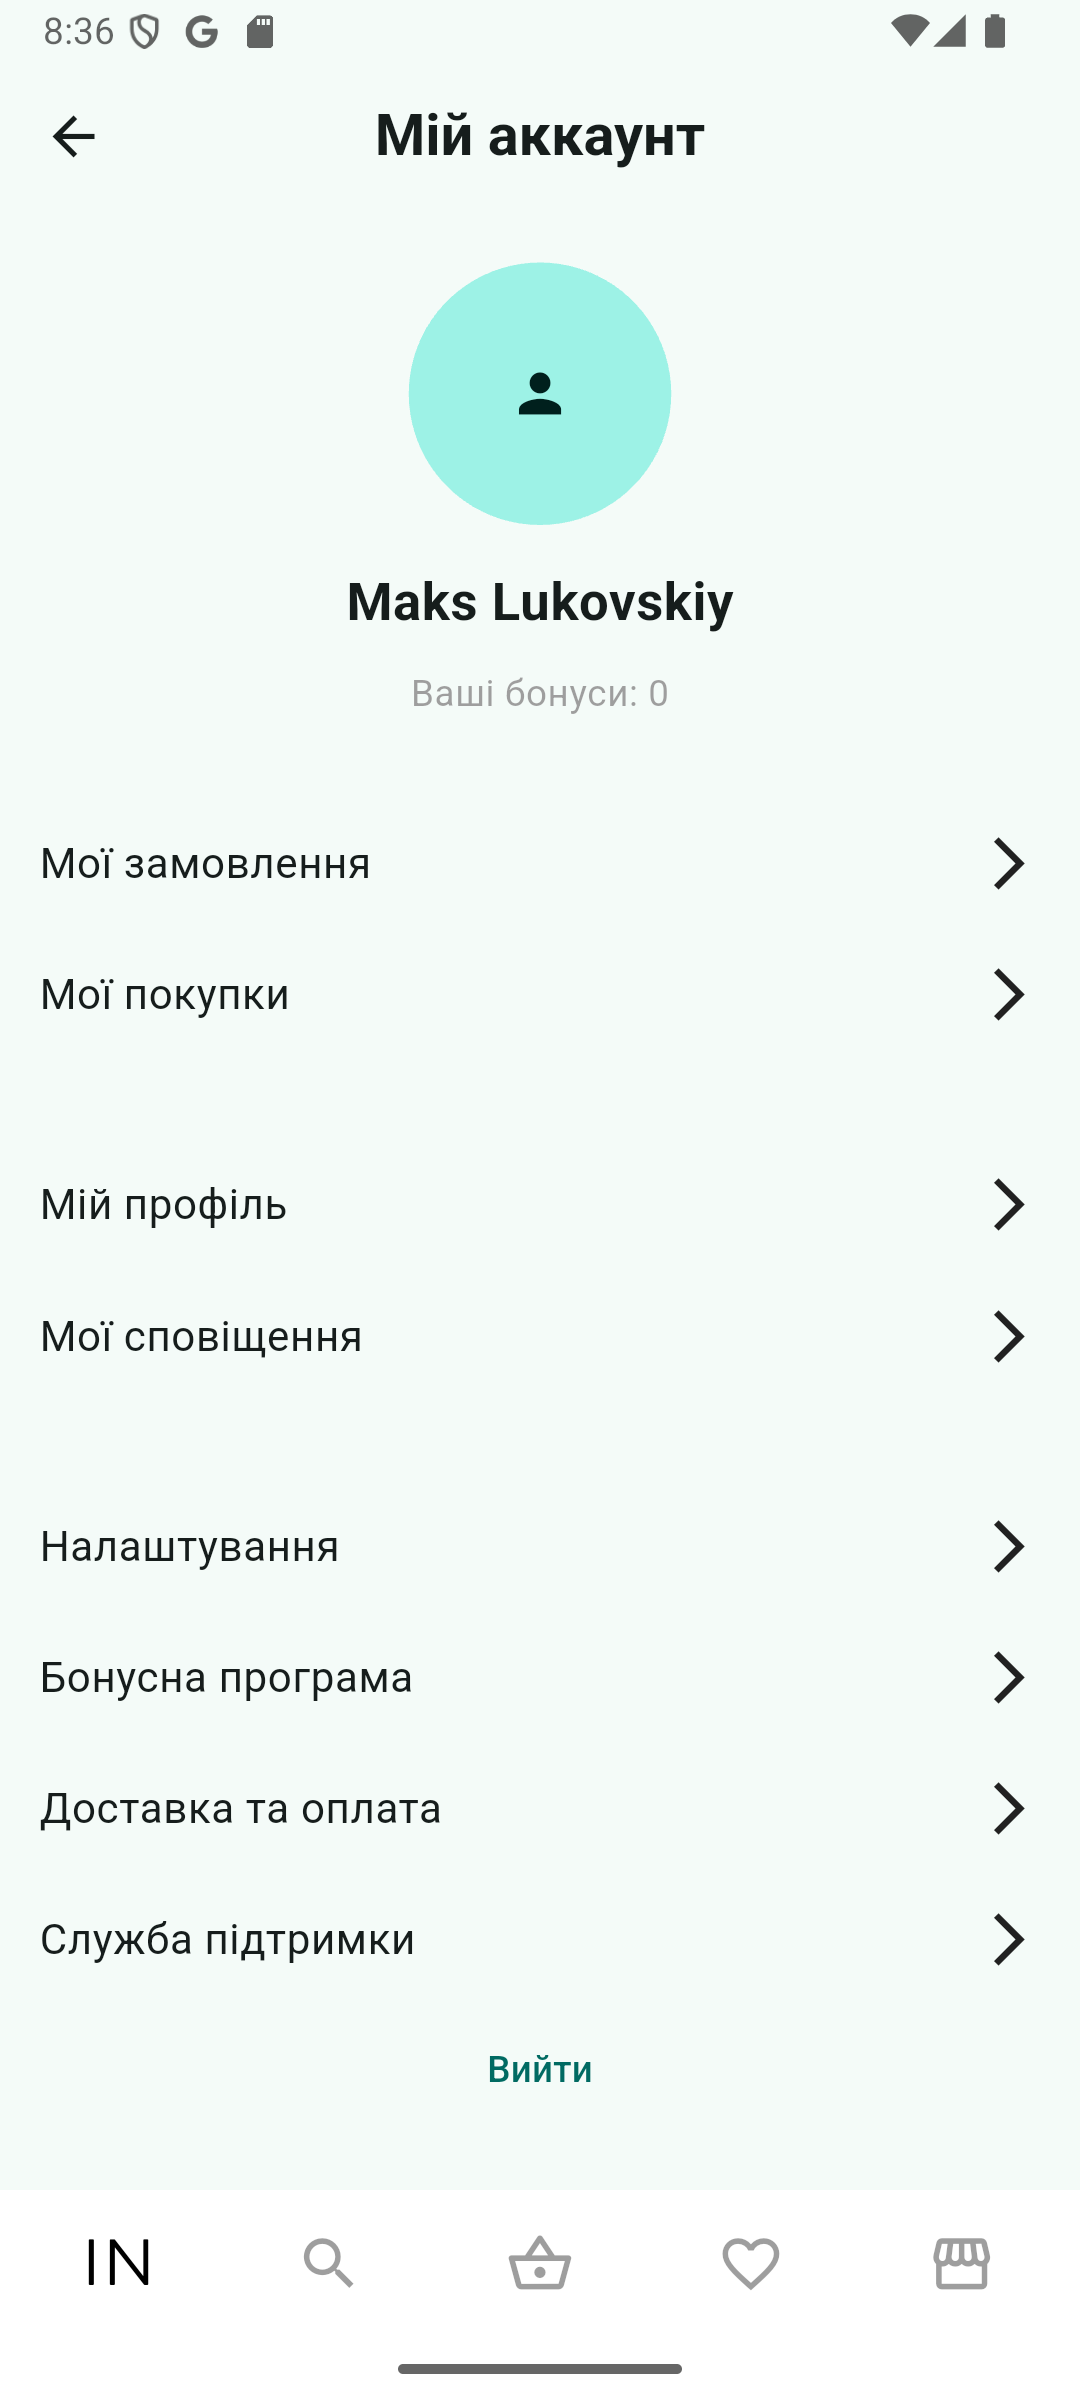 8:36
Мій аккаунт
Maks Lukovskiy
Ваші бонуси: 0
Мої замовлення
Мої покупки
Мій профіль
Мої сповіщення
Налаштування
Бонусна програма
Доставка та оплата
Служба підтримки
Вийти
IN